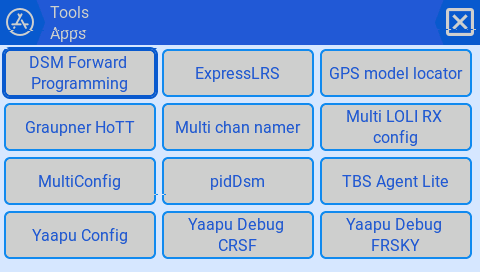 Tools
Apps
DSM Forward
Programming
ExpressLRS
GPS model locator
Graupner HoTT
Multi chan namer
Multi LOLI RX
config
MultiConfig
pidDsm
TBS Agent Lite
Yaapu Config
Yaapu Debug
CRSF
Yaapu Debug
FRSKY